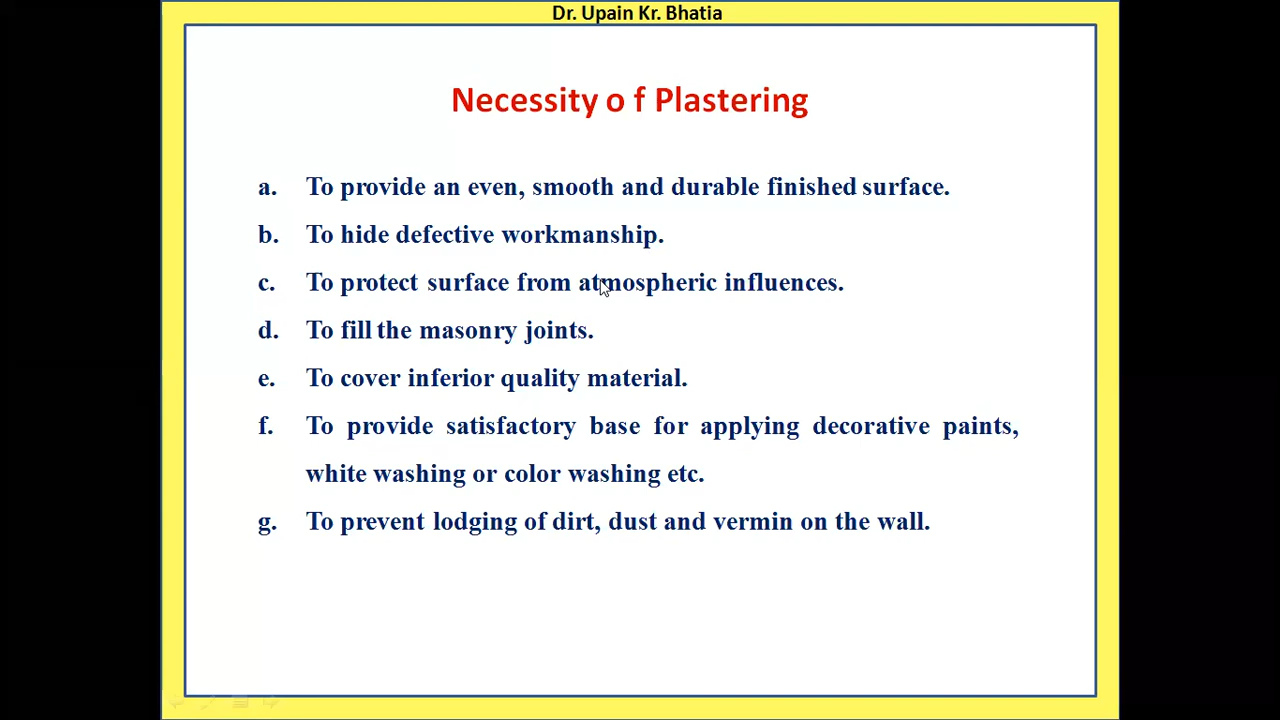 Dr. Upain Kr. Bhatia
Necessity o f Plastering
a. To provide an even, smooth and durable finished surface.
b. To hide defective workmanship.
c. To protect surface from atmospheric influences.
d. To fill the masonry joints.
e. To cover inferior quality material.
f. To provide satisfactory base for applying decorative paints,
white washing or color washing etc.
g. To prevent lodging of dirt, dust and vermin on the wall.